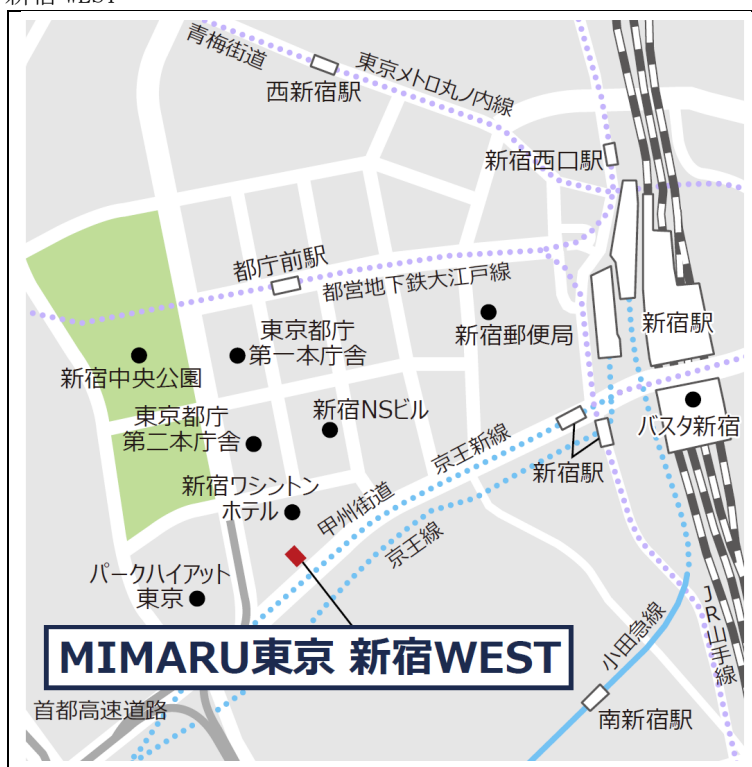 新宿 WEST
青梅街道
東京メトロ丸ノ内線
西新宿駅
新宿西口駅
都庁前駅
都営地下鉄大江戸線
新宿郵便局
新宿駅
東京都庁
第一本庁舎
新宿中央公園
東京都庁
第二本庁舎
新宿NSビル
バスタ新宿
京王新線
新宿駅
新宿ワシントン
ホテル
甲州街道
京王線
パークハイアット
東京
JR山手線
小田急線
MIMARU東京 新宿WEST
首都高速道路
南新宿駅